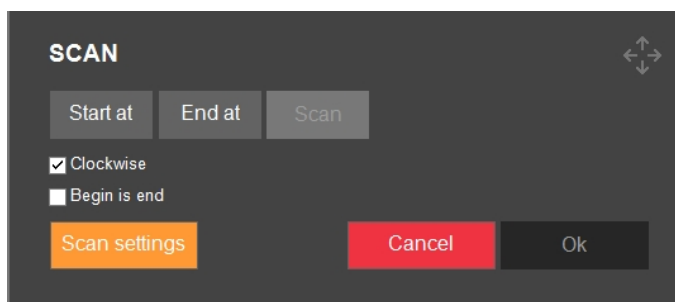 SCAN
Start at End at Scan
Clockwise
Begin is end
Scan settings Cancel Ok